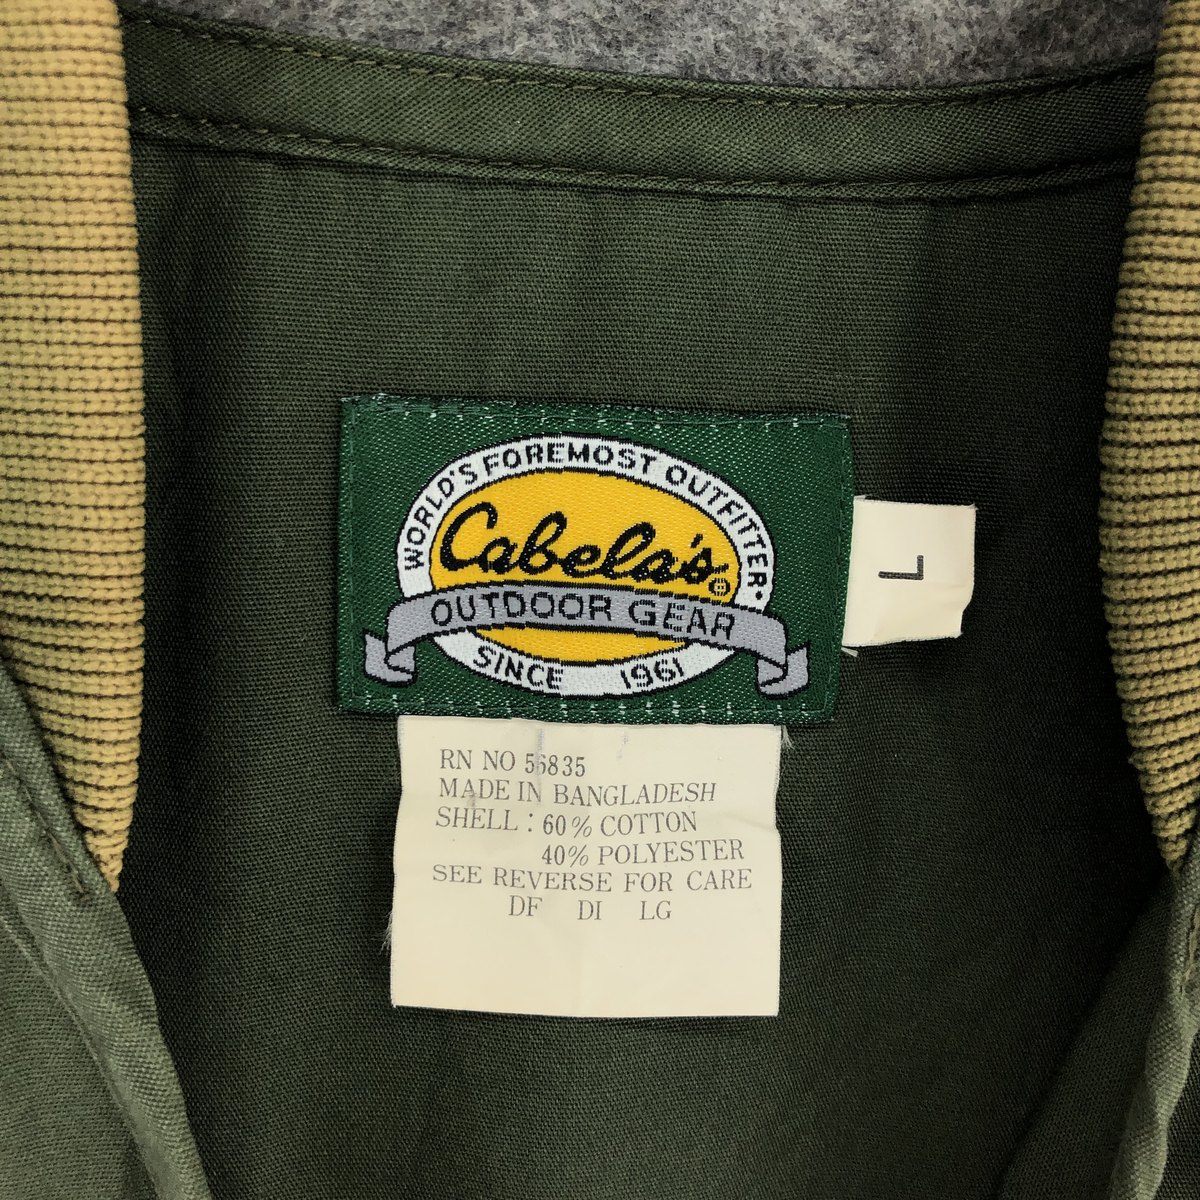 WORLD'S FOREMOST OUTFITTER.
Cabela's®
OUTDOOR GEAR
SINCE 1961
L
RN NO 56835
MADE IN BANGLADESH
SHELL : 60% COTTON
40% POLYESTER
SEE REVERSE FOR CARE
DF DI LG